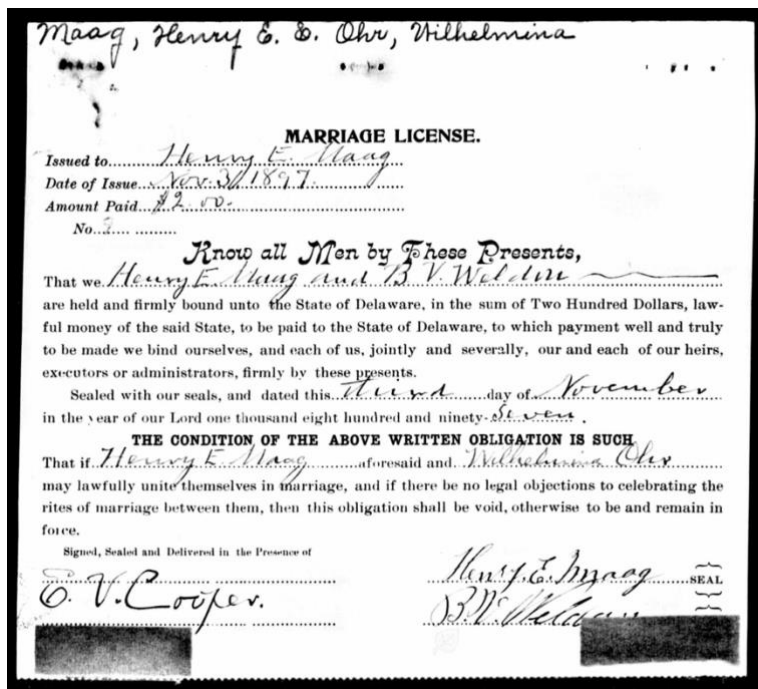 Maag, Henry E. & Ohr, Wilhelmina
MARRIAGE LICENSE.
Issued to Henry E. Maag
Date of Issue Nov. 3/ 1897.
Amount Paid $2.00.
No.
Know all Men by These Presents,
That we Henry E. Maag and B. V. Weldin
are held and firmly bound unto the State of Delaware, in the sum of Two Hundred Dollars, law-
ful money of the said State, to be paid to the State of Delaware, to which payment well and truly
to be made we bind ourselves, and each of us, jointly and severally, our and each of our heirs,
executors or administrators, firmly by these presents.
Sealed with our seals, and dated this third day of November
in the year of our Lord one thousand eight hundred and ninety-Seven.
THE CONDITION OF THE ABOVE WRITTEN OBLIGATION IS SUCH
That if Henry E Maag aforesaid and Wilhelmina Ohr
may lawfully unite themselves in marriage, and if there be no legal objections to celebrating the
rites of marriage between them, then this obligation shall be void, otherwise to be and remain in
force.
Signed, Sealed and Delivered in the Presence of
Henry E. Maag SEAL
E. V. Cooper.
B. V. Weldin